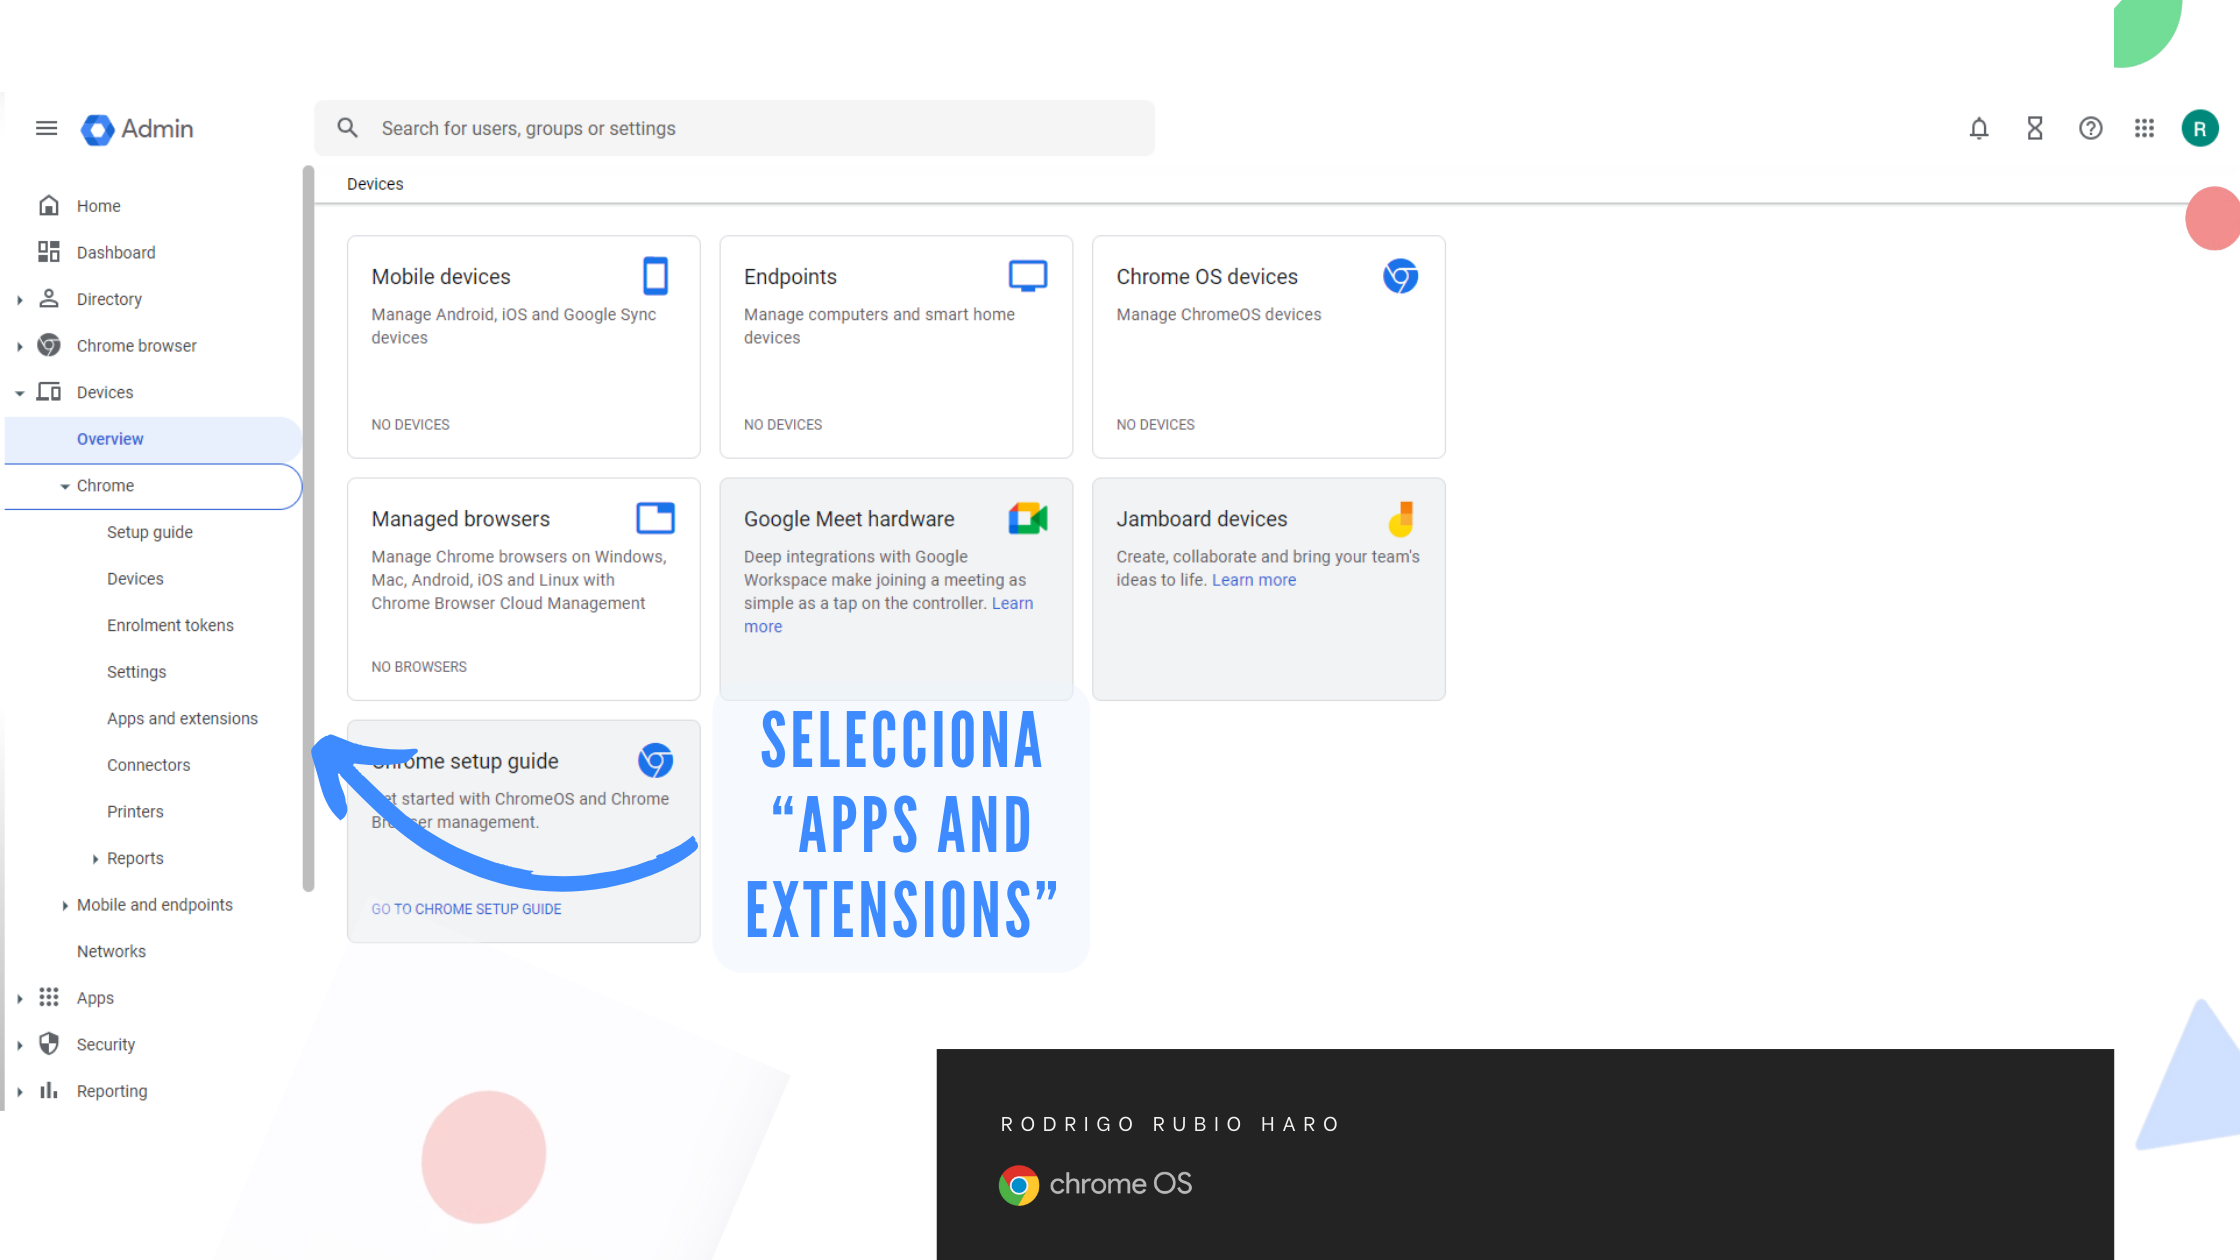 Admin
Search for users, groups or settings
R
Devices
Home
Dashboard
Directory
Chrome browser
Devices
Overview
Chrome
Setup guide
Devices
Enrolment tokens
Settings
Apps and extensions
Connectors
Printers
Reports
Mobile and endpoints
Networks
Apps
Security
Reporting
Mobile devices
Manage Android, iOS and Google Sync
devices
NO DEVICES
Endpoints
Manage computers and smart home
devices
NO DEVICES
Chrome OS devices
Manage ChromeOS devices
NO DEVICES
Managed browsers
Manage Chrome browsers on Windows,
Mac, Android, iOS and Linux with
Chrome Browser Cloud Management
NO BROWSERS
Google Meet hardware
Deep integrations with Google
Workspace make joining a meeting as
simple as a tap on the controller. Learn
more
Jamboard devices
Create, collaborate and bring your team's
ideas to life. Learn more
Chrome setup guide
Get started with ChromeOS and Chrome
Browser management.
GO TO CHROME SETUP GUIDE
SELECCIONA
“APPS AND
EXTENSIONS”
RODRIGO RUBIO HARO
chrome OS